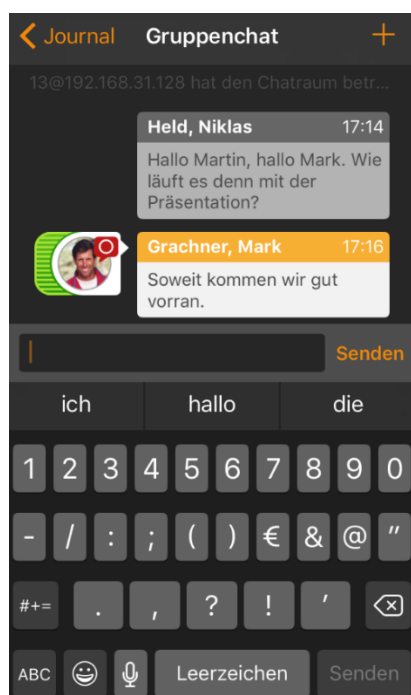 Journal Gruppenchat +
13@192.168.31.128 hat den Chatraum betr...
Held, Niklas 17:14
Hallo Martin, hallo Mark. Wie
läuft es denn mit der
Präsentation?
Grachner, Mark 17:16
Soweit kommen wir gut
vorran.
Senden
ich hallo die
1 2 3 4 5 6 7 8 9 0
- / : ; ( ) € & @ "
#+= . , ? ! '
ABC Leerzeichen Senden